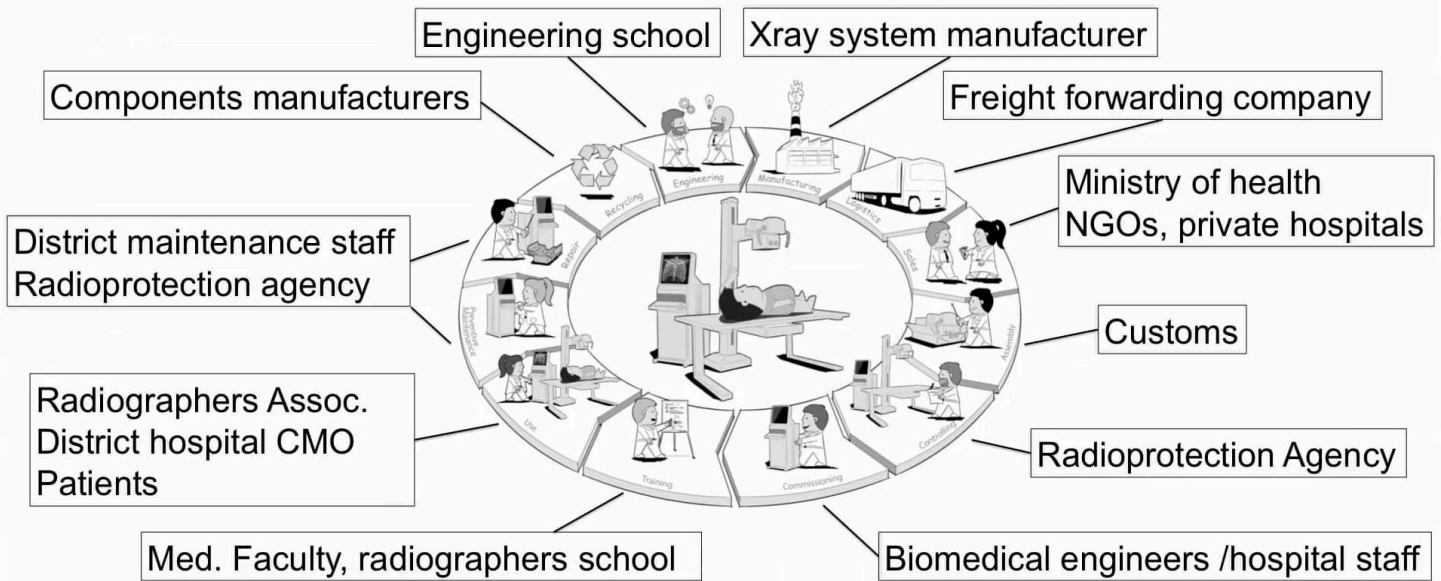 Engineering school
Xray system manufacturer
Components manufacturers
Freight forwarding company
Ministry of health
NGOs, private hospitals
District maintenance staff
Radioprotection agency
Customs
Radiographers Assoc.
District hospital CMO
Patients
Radioprotection Agency
Med. Faculty, radiographers school
Biomedical engineers /hospital staff
Engineering
Manufacturing
Logistics
Sales
Assembly
Controlling
Commissioning
Training
Use
Preventive
Maintenance
Repair
Recycling